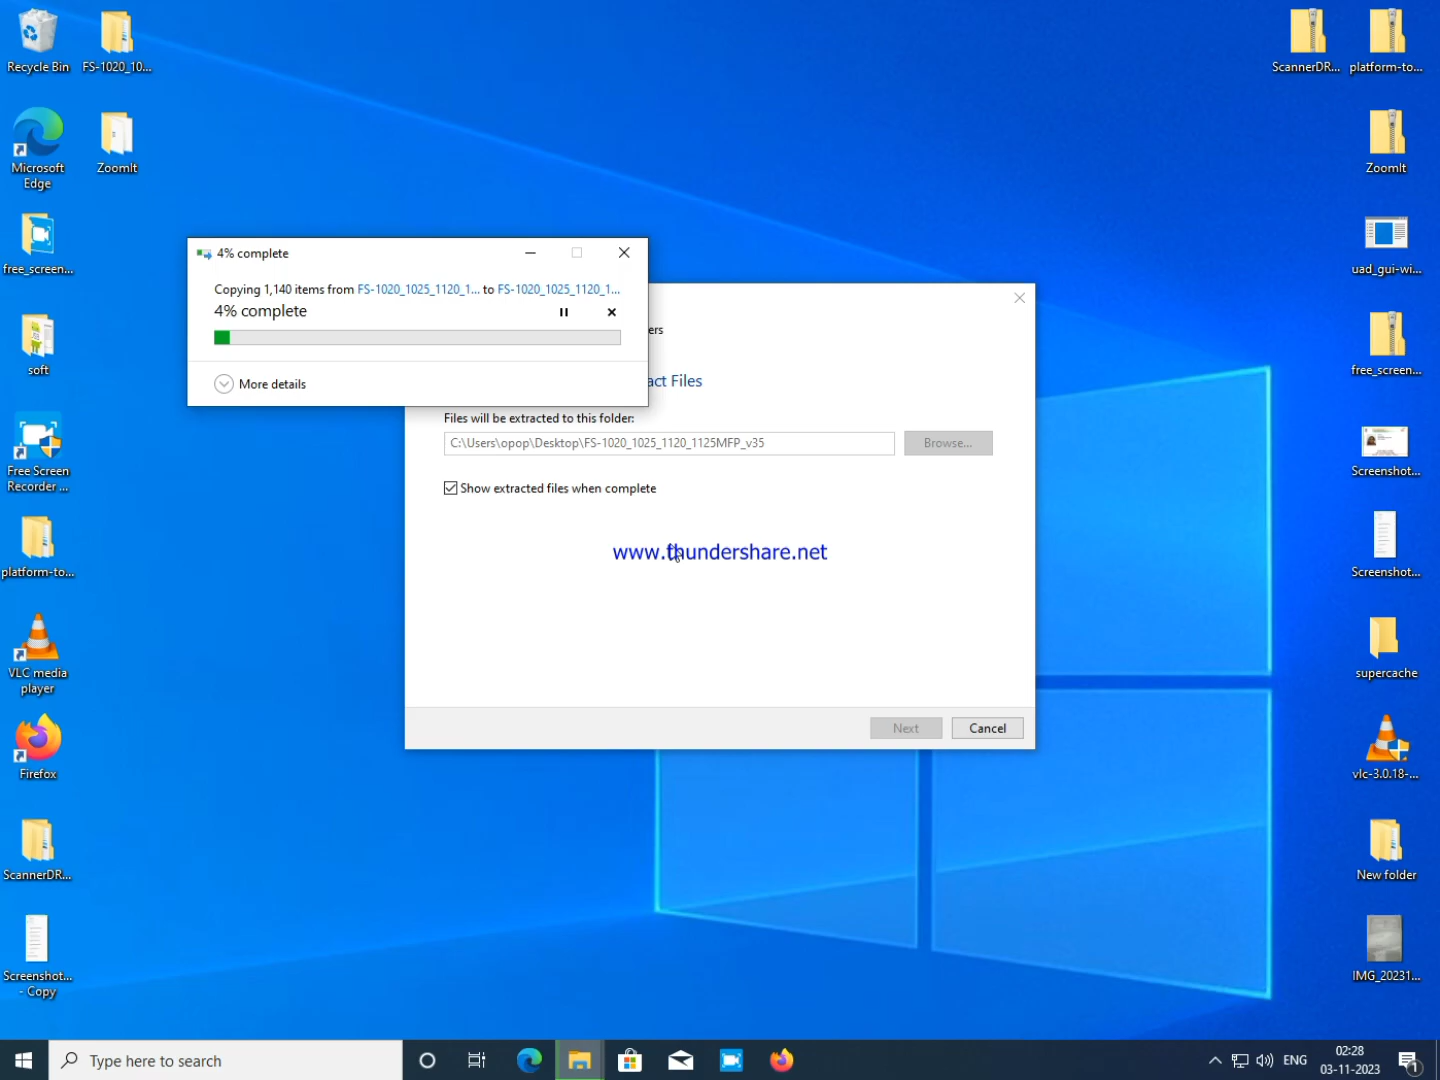 Recycle Bin
FS-1020_10...
Microsoft
Edge
ZoomIt
free_screen...
soft
Free Screen
Recorder ...
platform-to...
VLC media
player
Firefox
ScannerDR...
Screenshot...
- Copy
4% complete
Copying 1,140 items from FS-1020_1025_1120_1... to FS-1020_1025_1120_1...
4% complete
More details
ers
act Files
Files will be extracted to this folder:
C:\Users\opop\Desktop\FS-1020_1025_1120_1125MFP_v35
Browse...
Show extracted files when complete
www.thundershare.net
Next
Cancel
ScannerDR...
platform-to...
ZoomIt
uad_gui-wi...
free_screen...
Screenshot...
Screenshot...
supercache
vlc-3.0.18-...
New folder
IMG_20231...
Type here to search
ENG
02:28
03-11-2023
1